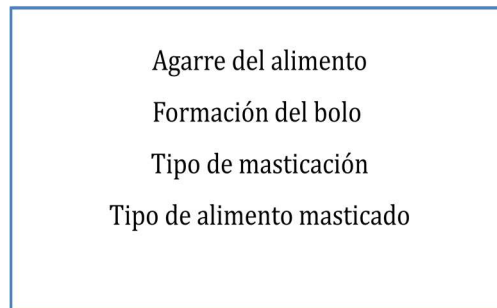 Agarre del alimento
Formación del bolo
Tipo de masticación
Tipo de alimento masticado